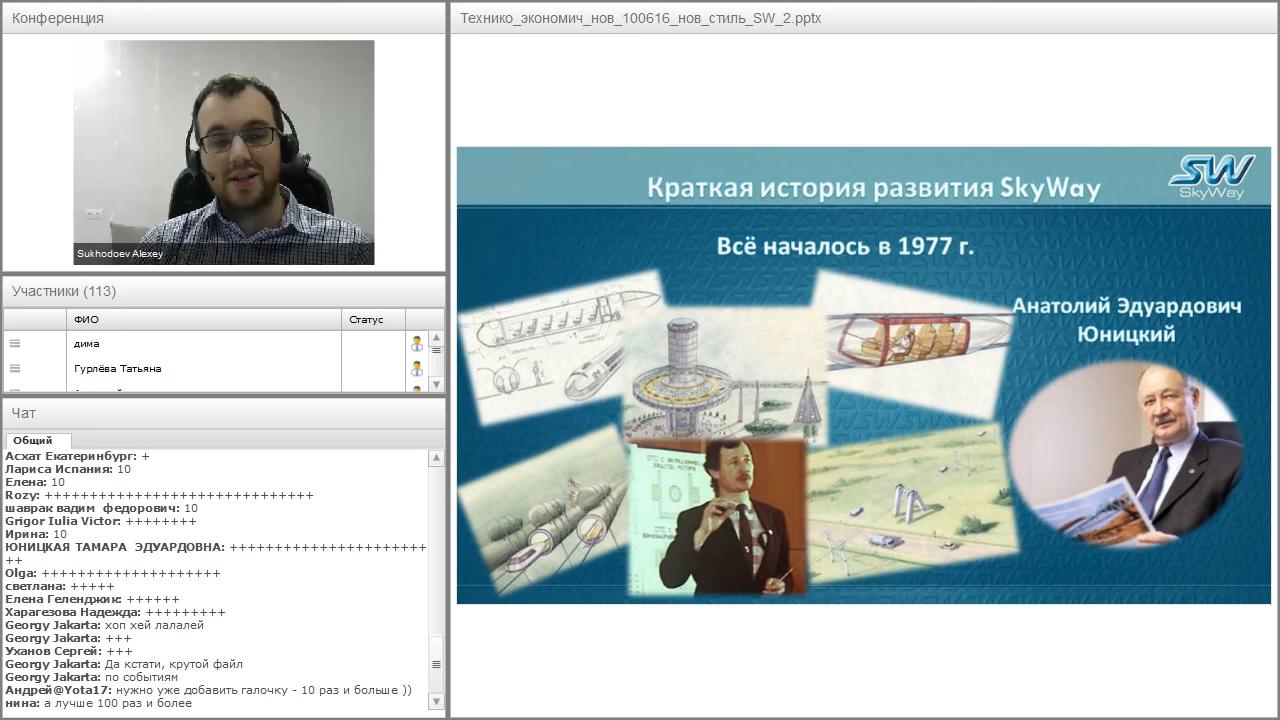 Конференция
Sukhodoev Alexey
Участники (113)
ФИО
Статус
дима
Гурлёва Татьяна
Чат
Общий
Асхат Екатеринбург: +
Лариса Испания: 10
Елена: 10
Rozy: ++++++++++++++++++++++++++++++
шаврак вадим федорович: 10
Grigor Iulia Victor: ++++++++
Ирина: 10
ЮНИЦКАЯ ТАМАРА ЭДУАРДОВНА: ++++++++++++++++++++++
++
Olga: ++++++++++++++++++++
светлана: +++++
Елена Геленджик: ++++++
Харагезова Надежда: +++++++++
Georgy Jakarta: хоп хей лалалей
Georgy Jakarta: +++
Уханов Сергей: +++
Georgy Jakarta: Да кстати, крутой файл
Georgy Jakarta: по событиям
Андрей@Yota17: нужно уже добавить галочку - 10 раз и больше ))
нина: а лучше 100 раз и более
Технико_экономич_нов_100616_нов_стиль_SW_2.pptx
Краткая история развития SkyWay
SW
SkyWay
Всё началось в 1977 г.
Анатолий Эдуардович
Юницкий